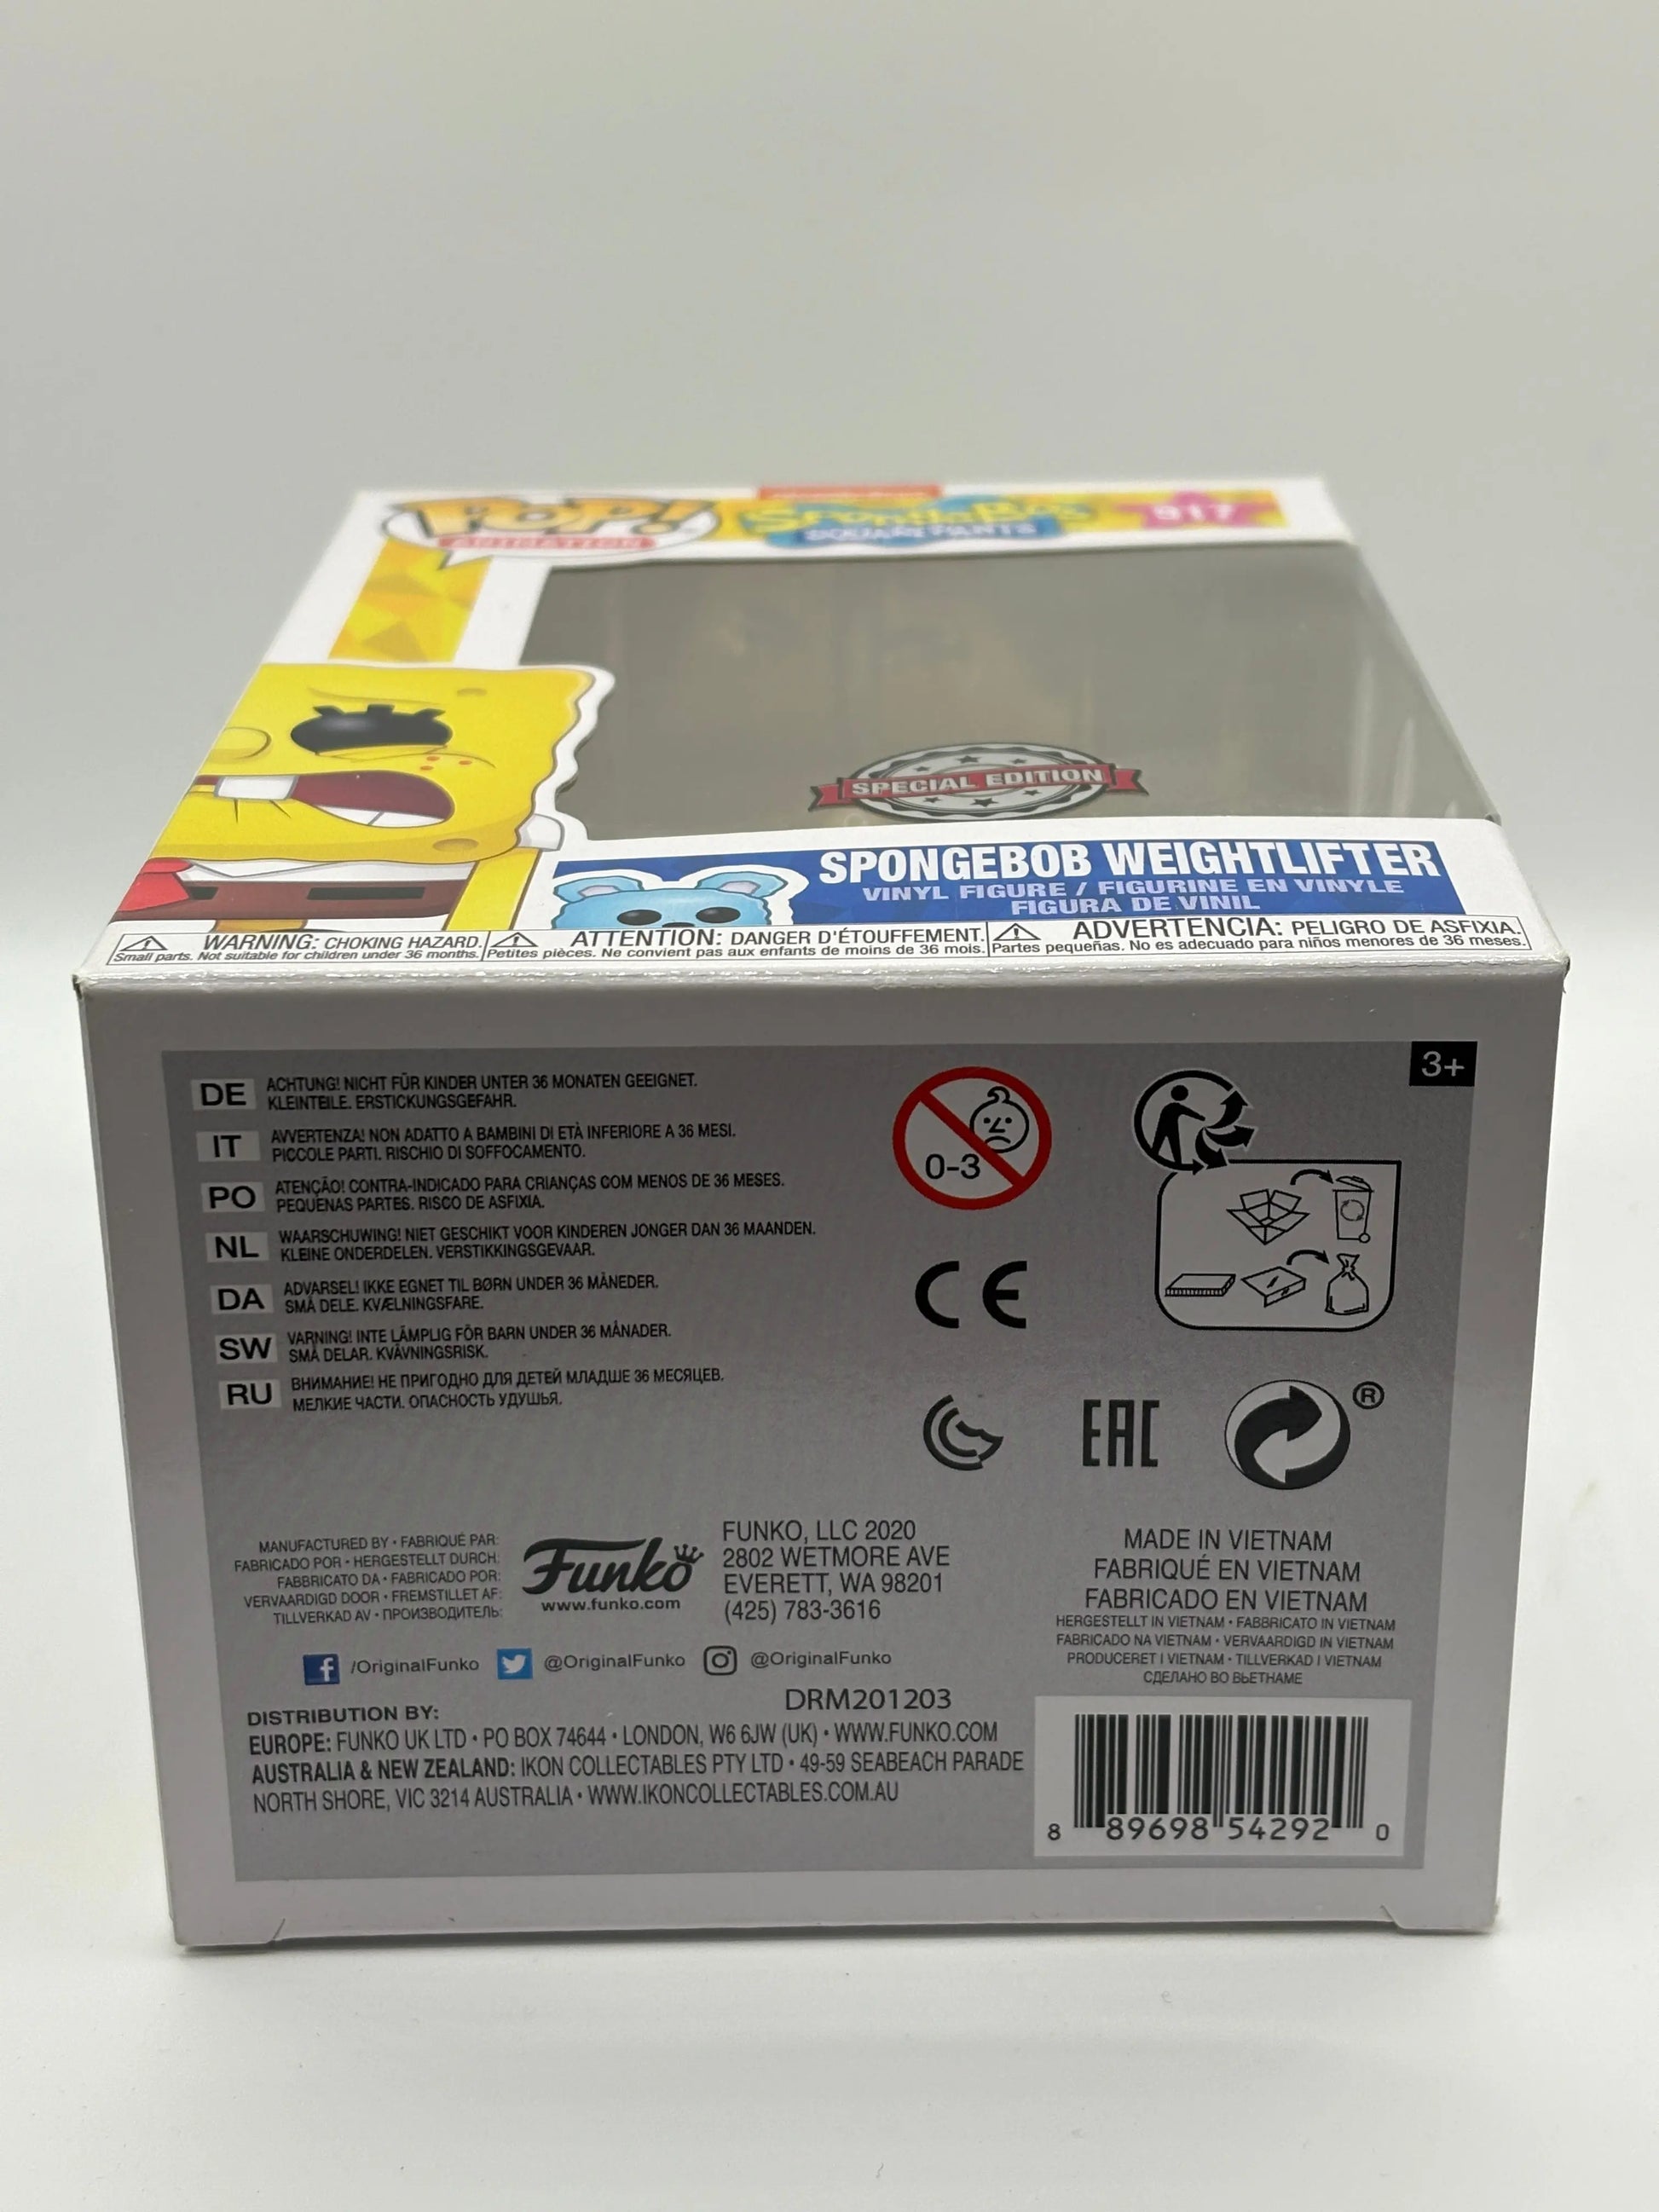 POP!
ANIMATION
SPONGEBOB
SQUAREPANTS
917
SPECIAL EDITION
SPONGEBOB WEIGHTLIFTER
VINYL FIGURE / FIGURINE EN VINYLE
FIGURA DE VINIL
WARNING: CHOKING HAZARD.
Small parts. Not suitable for children under 36 months.
ATTENTION: DANGER D'ÉTOUFFEMENT.
Petites pièces. Ne convient pas aux enfants de moins de 36 mois.
ADVERTENCIA: PELIGRO DE ASFIXIA.
Partes pequeñas. No es adecuado para niños menores de 36 meses.
3+
DE ACHTUNG! NICHT FÜR KINDER UNTER 36 MONATEN GEEIGNET.
KLEINTEILE. ERSTICKUNGSGEFAHR.
IT AVVERTENZA! NON ADATTO A BAMBINI DI ETÀ INFERIORE A 36 MESI.
PICCOLE PARTI. RISCHIO DI SOFFOCAMENTO.
PO ATENÇÃO! CONTRA-INDICADO PARA CRIANÇAS COM MENOS DE 36 MESES.
PEQUENAS PARTES. RISCO DE ASFIXIA.
NL WAARSCHUWING! NIET GESCHIKT VOOR KINDEREN JONGER DAN 36 MAANDEN.
KLEINE ONDERDELEN. VERSTIKKINGSGEVAAR.
DA ADVARSEL! IKKE EGNET TIL BØRN UNDER 36 MÅNEDER.
SMÅ DELE. KVÆLNINGSFARE.
SW VARNING! INTE LÄMPLIG FÖR BARN UNDER 36 MÅNADER.
SMÅ DELAR. KVÄVNINGSRISK.
RU ВНИМАНИЕ! НЕ ПРИГОДНО ДЛЯ ДЕТЕЙ МЛАДШЕ 36 МЕСЯЦЕВ.
МЕЛКИЕ ЧАСТИ. ОПАСНОСТЬ УДУШЬЯ.
0-3
CE
EAC
®
MANUFACTURED BY • FABRIQUÉ PAR:
FABRICADO POR • HERGESTELLT DURCH:
FABBRICATO DA • FABRICADO POR:
VERVAARDIGD DOOR • FREMSTILLET AF:
TILLVERKAD AV • ПРОИЗВОДИТЕЛЬ:
Funko
www.funko.com
FUNKO, LLC 2020
2802 WETMORE AVE
EVERETT, WA 98201
(425) 783-3616
MADE IN VIETNAM
FABRIQUÉ EN VIETNAM
FABRICADO EN VIETNAM
HERGESTELLT IN VIETNAM • FABBRICATO IN VIETNAM
FABRICADO NA VIETNAM • VERVAARDIGD IN VIETNAM
PRODUCERET I VIETNAM • TILLVERKAD I VIETNAM
СДЕЛАНО ВО ВЬЕТНАМЕ
/OriginalFunko @OriginalFunko @OriginalFunko
DRM201203
DISTRIBUTION BY:
EUROPE: FUNKO UK LTD • PO BOX 74644 • LONDON, W6 6JW (UK) • WWW.FUNKO.COM
AUSTRALIA & NEW ZEALAND: IKON COLLECTABLES PTY LTD • 49-59 SEABEACH PARADE
NORTH SHORE, VIC 3214 AUSTRALIA • WWW.IKONCOLLECTABLES.COM.AU
8 89698 54292 0